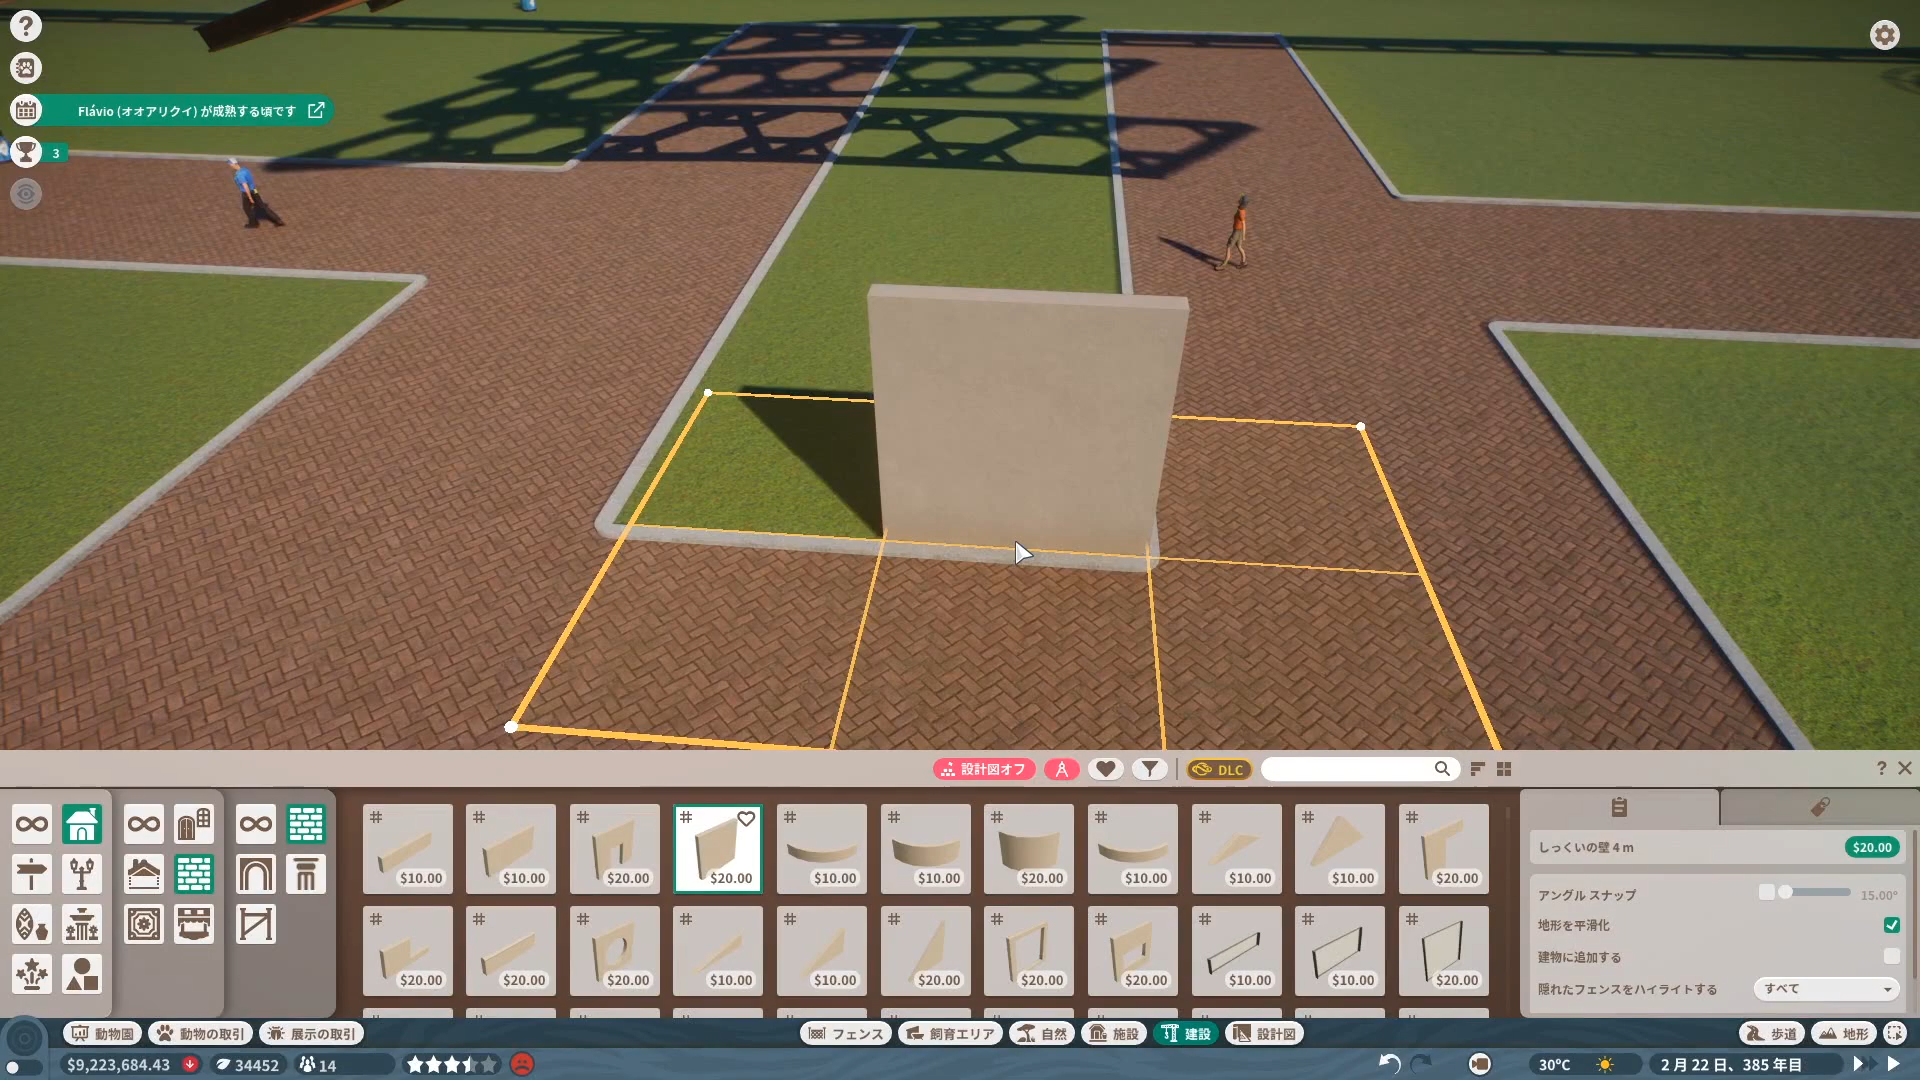 ?
Flávio (オオアリクイ) が成熟する頃です
3
設計図オフ
DLC
?
#
#
#
#
#
#
#
#
#
#
#
$10.00
$10.00
$20.00
$20.00
$10.00
$10.00
$20.00
$10.00
$10.00
$10.00
$20.00
#
#
#
#
#
#
#
#
#
#
#
$20.00
$20.00
$20.00
$10.00
$10.00
$20.00
$20.00
$20.00
$10.00
$10.00
$20.00
しっくいの壁 4 m
$20.00
アングル スナップ
15.00°
地形を平滑化
建物に追加する
隠れたフェンスをハイライトする
すべて
動物園
動物の取引
展示の取引
フェンス
飼育エリア
自然
施設
建設
設計図
歩道
地形
$9,223,684.43
34452
14
30°C
2 月 22 日、385 年目